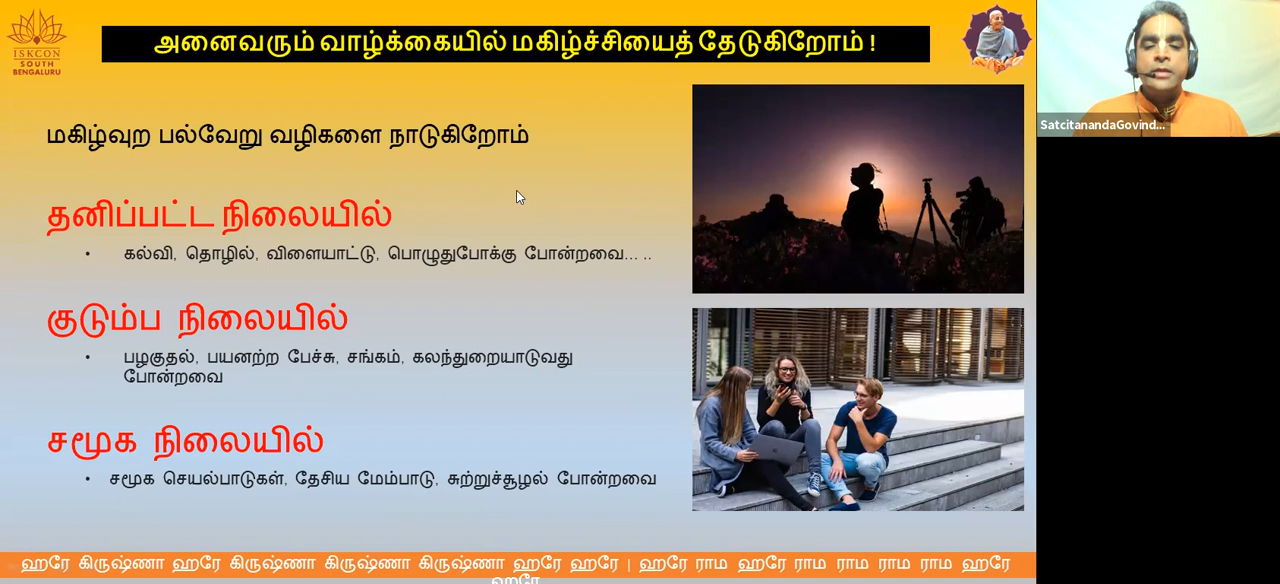 ISKCON
SOUTH
BENGALURU
அனைவரும் வாழ்க்கையில் மகிழ்ச்சியைத் தேடுகிறோம் !
SatcitanandaGovind...
மகிழ்வுற பல்வேறு வழிகளை நாடுகிறோம்
தனிப்பட்ட நிலையில்
• கல்வி, தொழில், விளையாட்டு, பொழுதுபோக்கு போன்றவை... ..
குடும்ப நிலையில்
• பழகுதல், பயனற்ற பேச்சு, சங்கம், கலந்துறையாடுவது
போன்றவை
சமூக நிலையில்
• சமூக செயல்பாடுகள், தேசிய மேம்பாடு, சுற்றுச்சூழல் போன்றவை
ஹரே கிருஷ்ணா ஹரே கிருஷ்ணா கிருஷ்ணா கிருஷ்ணா ஹரே ஹரே | ஹரே ராம ஹரே ராம ராம ராம ஹரே
ஹரே